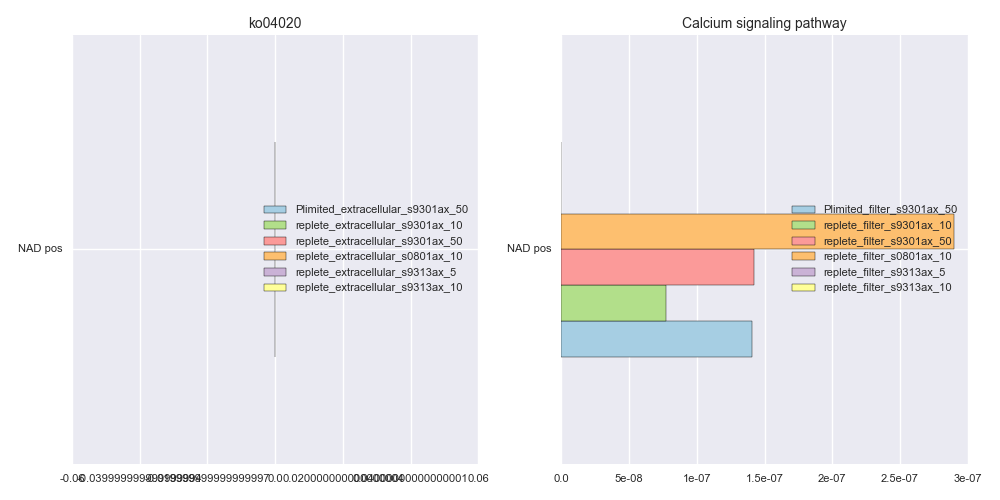 ko04020
Plimited_extracellular_s9301ax_50
replete_extracellular_s9301ax_10
replete_extracellular_s9301ax_50
replete_extracellular_s0801ax_10
replete_extracellular_s9313ax_5
replete_extracellular_s9313ax_10
NAD pos
0.06
Calcium signaling pathway
Plimited_filter_s9301ax_50
replete_filter_s9301ax_10
replete_filter_s9301ax_50
replete_filter_s0801ax_10
replete_filter_s9313ax_5
replete_filter_s9313ax_10
NAD pos
0.0 5e-08 1e-07 1.5e-07 2e-07 2.5e-07 3e-07